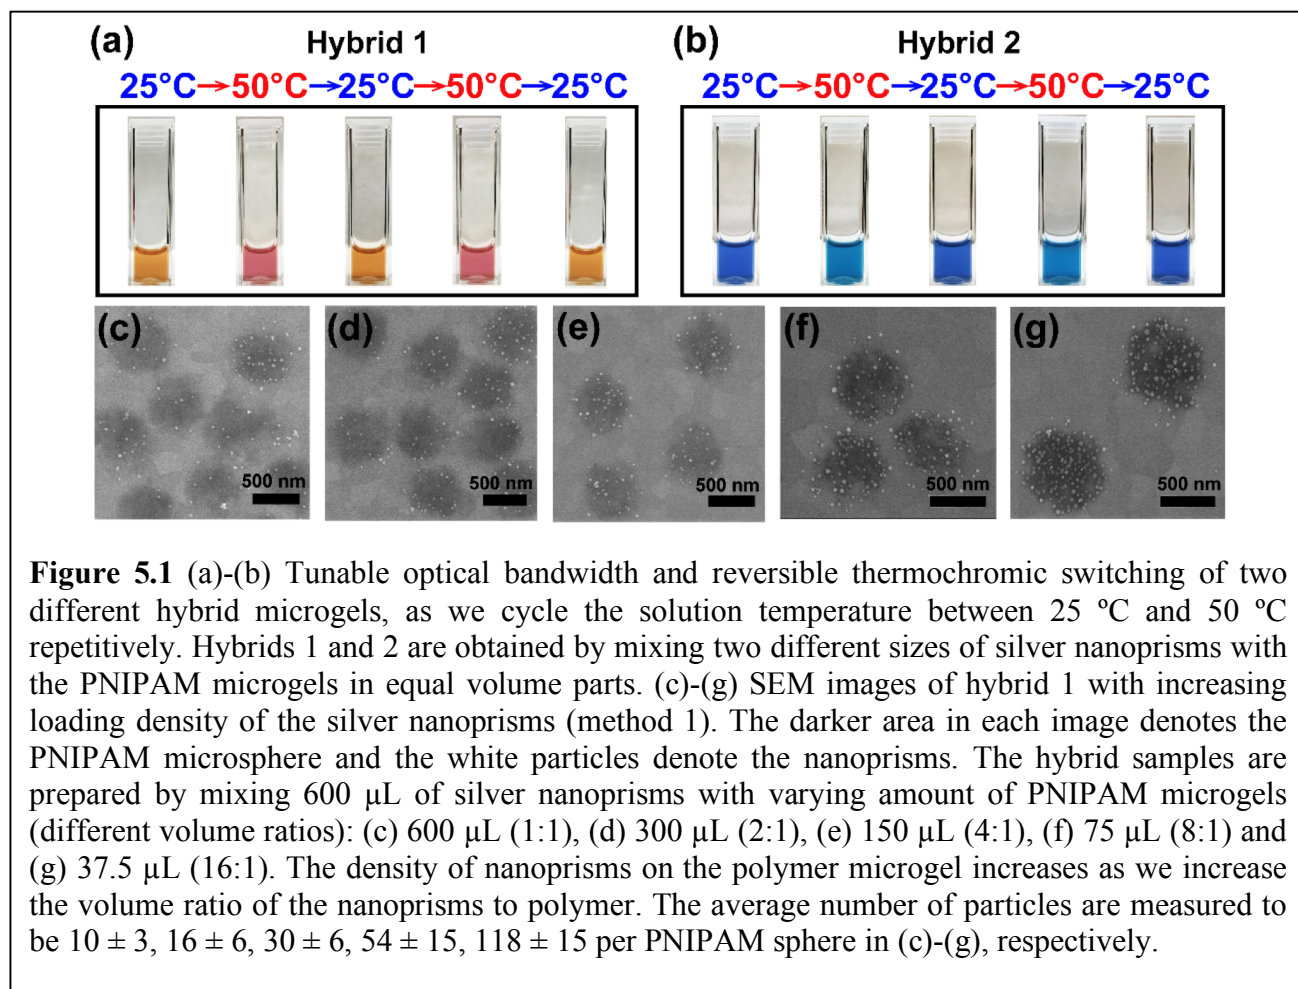 (a) Hybrid 1
25°C→50°C→25°C→50°C→25°C
(b) Hybrid 2
25°C→50°C→25°C→50°C→25°C
(c) (d) (e) (f) (g)
500 nm 500 nm 500 nm 500 nm 500 nm
Figure 5.1 (a)-(b) Tunable optical bandwidth and reversible thermochromic switching of two
different hybrid microgels, as we cycle the solution temperature between 25 ºC and 50 ºC
repetitively. Hybrids 1 and 2 are obtained by mixing two different sizes of silver nanoprisms with
the PNIPAM microgels in equal volume parts. (c)-(g) SEM images of hybrid 1 with increasing
loading density of the silver nanoprisms (method 1). The darker area in each image denotes the
PNIPAM microsphere and the white particles denote the nanoprisms. The hybrid samples are
prepared by mixing 600 µL of silver nanoprisms with varying amount of PNIPAM microgels
(different volume ratios): (c) 600 µL (1:1), (d) 300 µL (2:1), (e) 150 µL (4:1), (f) 75 µL (8:1) and
(g) 37.5 µL (16:1). The density of nanoprisms on the polymer microgel increases as we increase
the volume ratio of the nanoprisms to polymer. The average number of particles are measured to
be 10 ± 3, 16 ± 6, 30 ± 6, 54 ± 15, 118 ± 15 per PNIPAM sphere in (c)-(g), respectively.